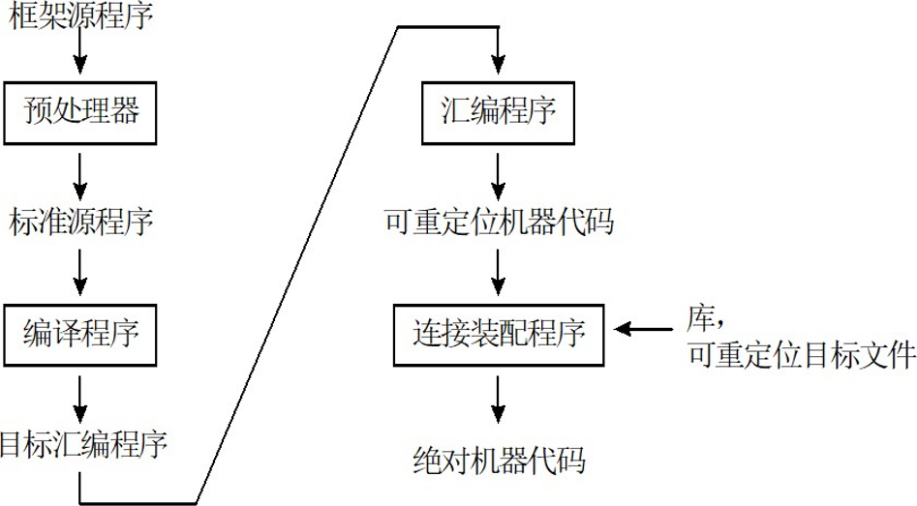 框架源程序
预处理器
标准源程序
编译程序
目标汇编程序
汇编程序
可重定位机器代码
连接装配程序
库，
可重定位目标文件
绝对机器代码